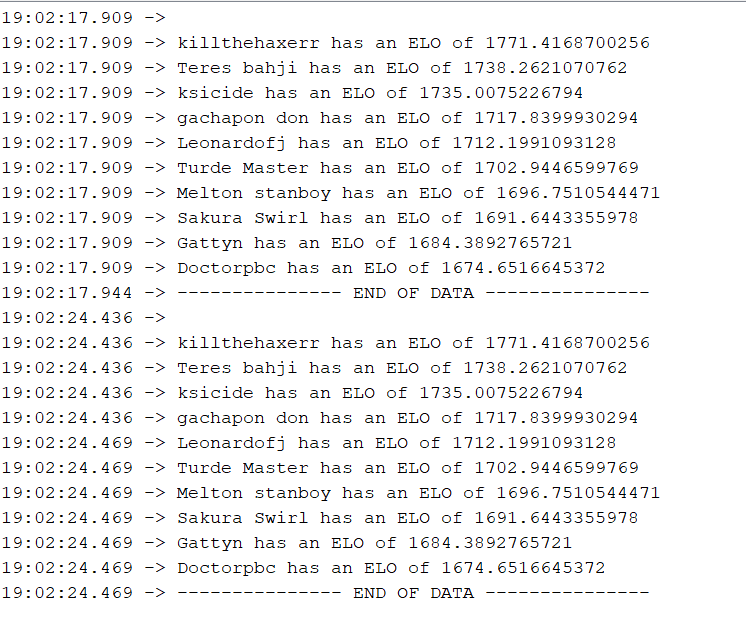 19:02:17.909 ->
19:02:17.909 -> killthehaxerr has an ELO of 1771.4168700256
19:02:17.909 -> Teres bahji has an ELO of 1738.2621070762
19:02:17.909 -> ksicide has an ELO of 1735.0075226794
19:02:17.909 -> gachapon don has an ELO of 1717.8399930294
19:02:17.909 -> Leonardofj has an ELO of 1712.1991093128
19:02:17.909 -> Turde Master has an ELO of 1702.9446599769
19:02:17.909 -> Melton stanboy has an ELO of 1696.7510544471
19:02:17.909 -> Sakura Swirl has an ELO of 1691.6443355978
19:02:17.909 -> Gattyn has an ELO of 1684.3892765721
19:02:17.909 -> Doctorpbc has an ELO of 1674.6516645372
19:02:17.944 -> --------------- END OF DATA ---------------
19:02:24.436 ->
19:02:24.436 -> killthehaxerr has an ELO of 1771.4168700256
19:02:24.436 -> Teres bahji has an ELO of 1738.2621070762
19:02:24.436 -> ksicide has an ELO of 1735.0075226794
19:02:24.436 -> gachapon don has an ELO of 1717.8399930294
19:02:24.469 -> Leonardofj has an ELO of 1712.1991093128
19:02:24.469 -> Turde Master has an ELO of 1702.9446599769
19:02:24.469 -> Melton stanboy has an ELO of 1696.7510544471
19:02:24.469 -> Sakura Swirl has an ELO of 1691.6443355978
19:02:24.469 -> Gattyn has an ELO of 1684.3892765721
19:02:24.469 -> Doctorpbc has an ELO of 1674.6516645372
19:02:24.469 -> --------------- END OF DATA ---------------